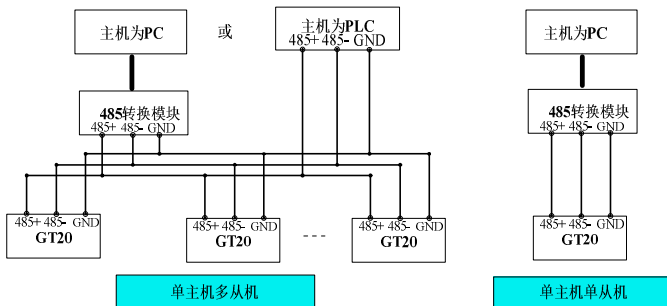 主机为PC
或
主机为PLC
485+ 485- GND
主机为PC
485转换模块
485+ 485- GND
485转换模块
485+ 485- GND
485+ 485- GND
GT20
485+ 485- GND
GT20
---
485+ 485- GND
GT20
485+ 485- GND
GT20
单主机多从机
单主机单从机